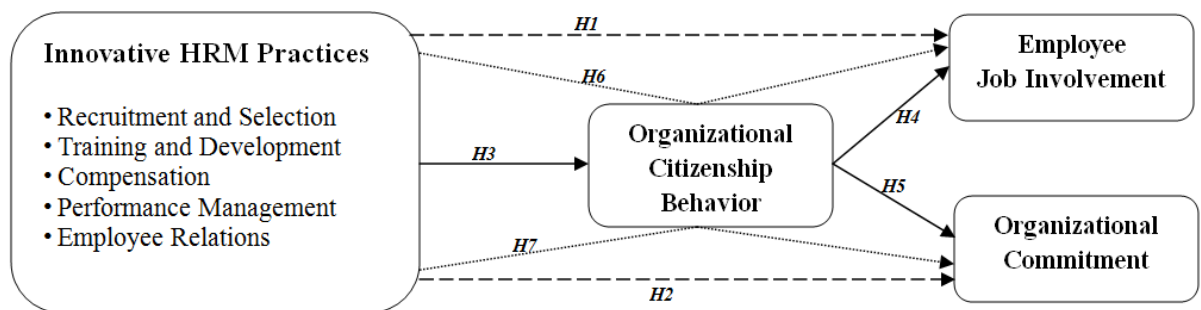 Innovative HRM Practices
• Recruitment and Selection
• Training and Development
• Compensation
• Performance Management
• Employee Relations
H1
H6
H3
H7
H2
Organizational
Citizenship
Behavior
H4
H5
Employee
Job Involvement
Organizational
Commitment